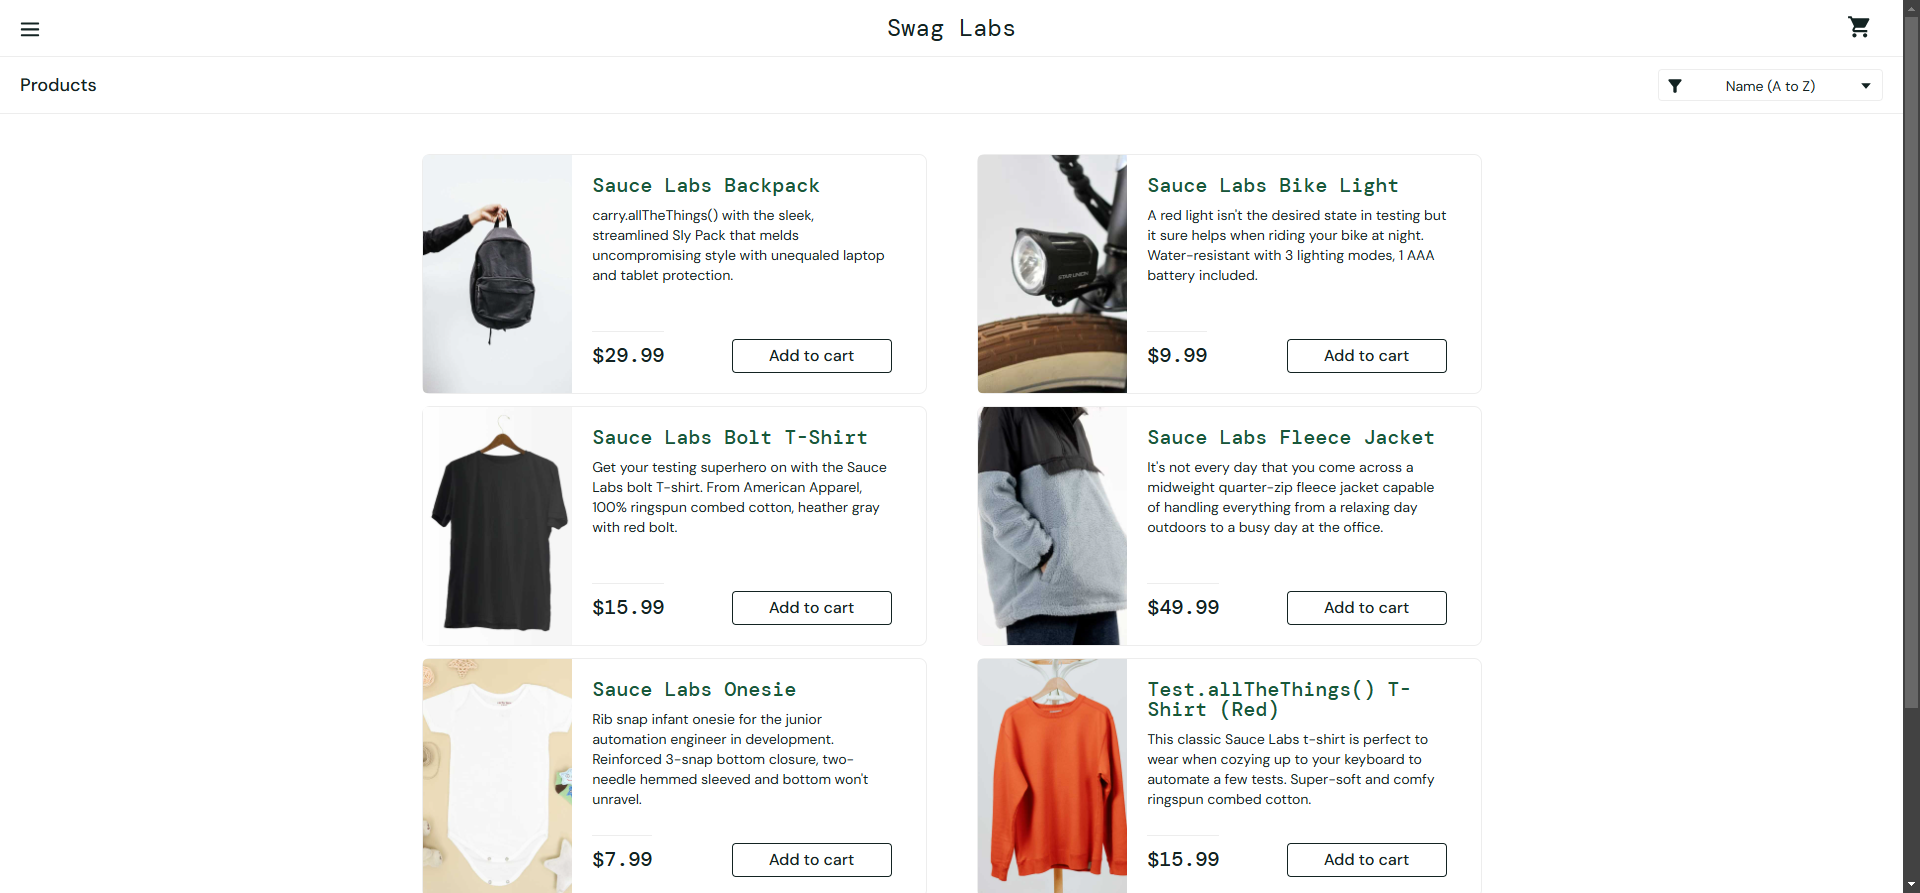 Swag Labs
Products
Name (A to Z)
Sauce Labs Backpack
carry.allTheThings() with the sleek,
streamlined Sly Pack that melds
uncompromising style with unequaled laptop
and tablet protection.
$29.99
Add to cart
Sauce Labs Bike Light
A red light isn't the desired state in testing but
it sure helps when riding your bike at night.
Water-resistant with 3 lighting modes, 1 AAA
battery included.
STAR UNION
$9.99
Add to cart
Sauce Labs Bolt T-Shirt
Get your testing superhero on with the Sauce
Labs bolt T-shirt. From American Apparel,
100% ringspun combed cotton, heather gray
with red bolt.
$15.99
Add to cart
Sauce Labs Fleece Jacket
It's not every day that you come across a
midweight quarter-zip fleece jacket capable
of handling everything from a relaxing day
outdoors to a busy day at the office.
$49.99
Add to cart
Sauce Labs Onesie
Rib snap infant onesie for the junior
automation engineer in development.
Reinforced 3-snap bottom closure, two-
needle hemmed sleeved and bottom won't
unravel.
$7.99
Add to cart
Test.allTheThings() T-
Shirt (Red)
This classic Sauce Labs t-shirt is perfect to
wear when cozying up to your keyboard to
automate a few tests. Super-soft and comfy
ringspun combed cotton.
$15.99
Add to cart